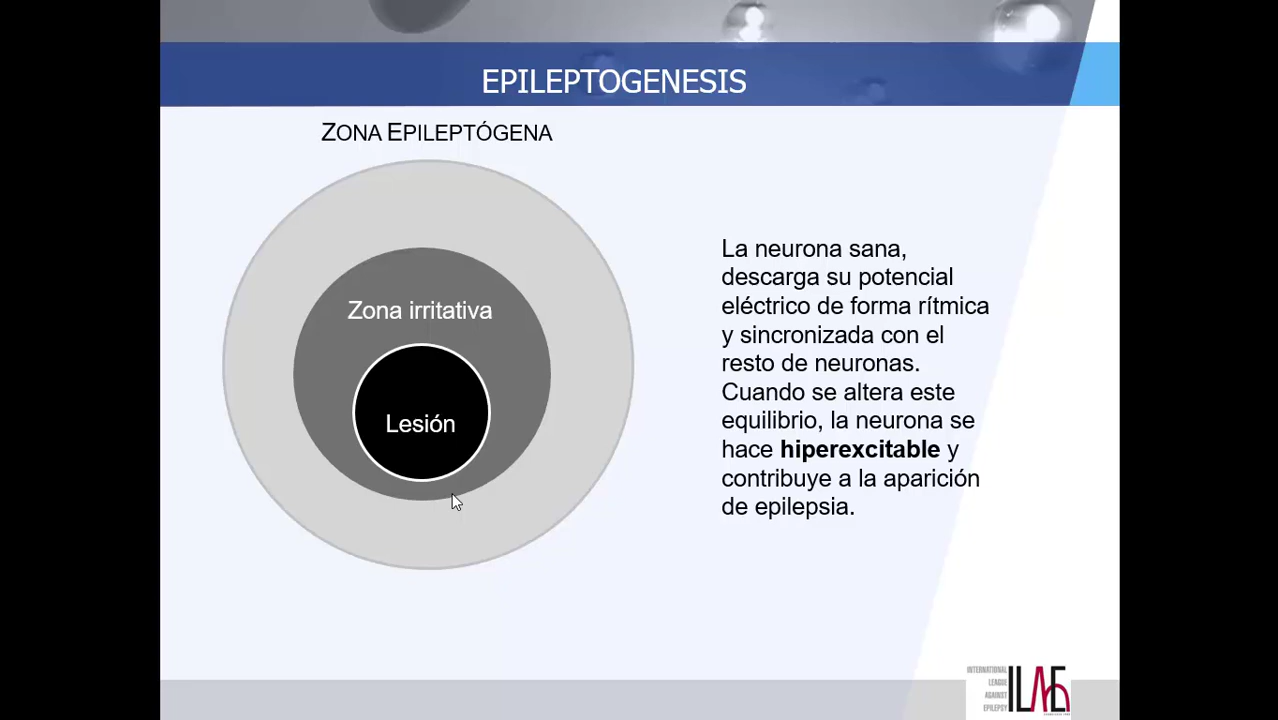 EPILEPTOGENESIS
ZONA EPILEPTÓGENA
Zona irritativa
Lesión
La neurona sana,
descarga su potencial
eléctrico de forma rítmica
y sincronizada con el
resto de neuronas.
Cuando se altera este
equilibrio, la neurona se
hace hiperexcitable y
contribuye a la aparición
de epilepsia.
INTERNATIONAL
LEAGUE
AGAINST
EPILEPSY
ILAE